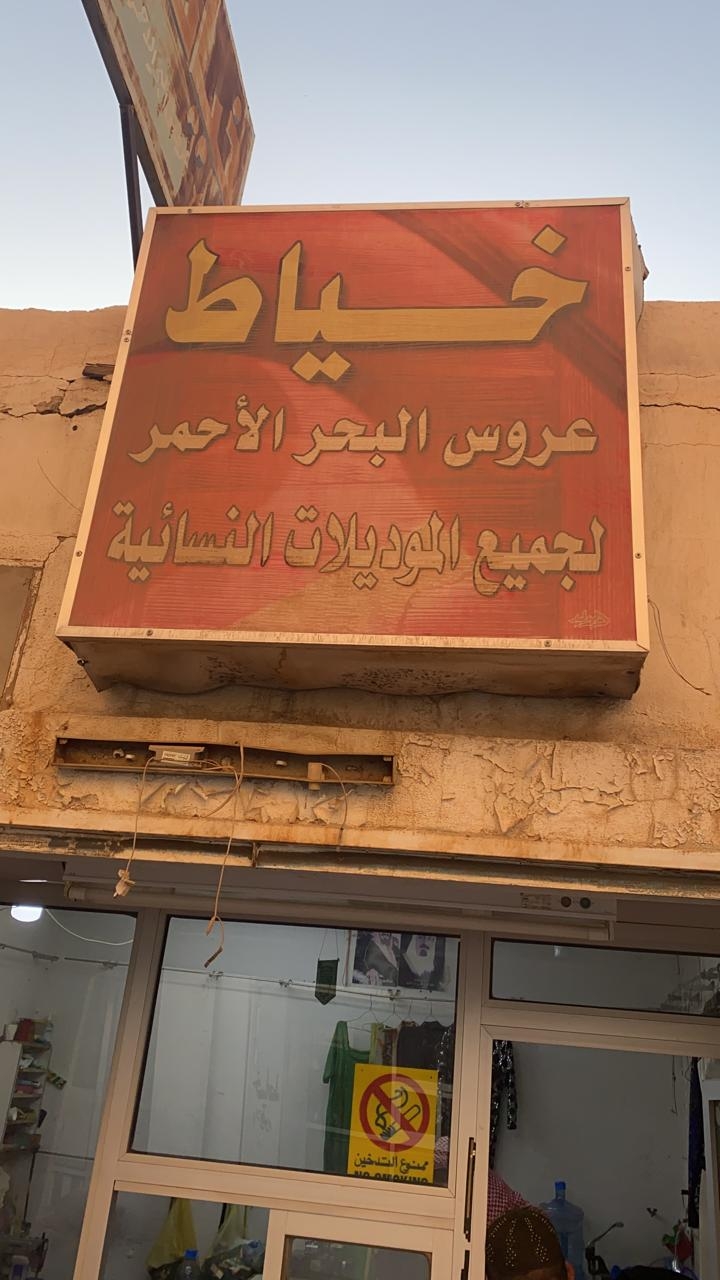 خياط
عروس البحر الأحمر
لجميع الموديلات النسائية
ممنوع التدخين
NO SMOKING